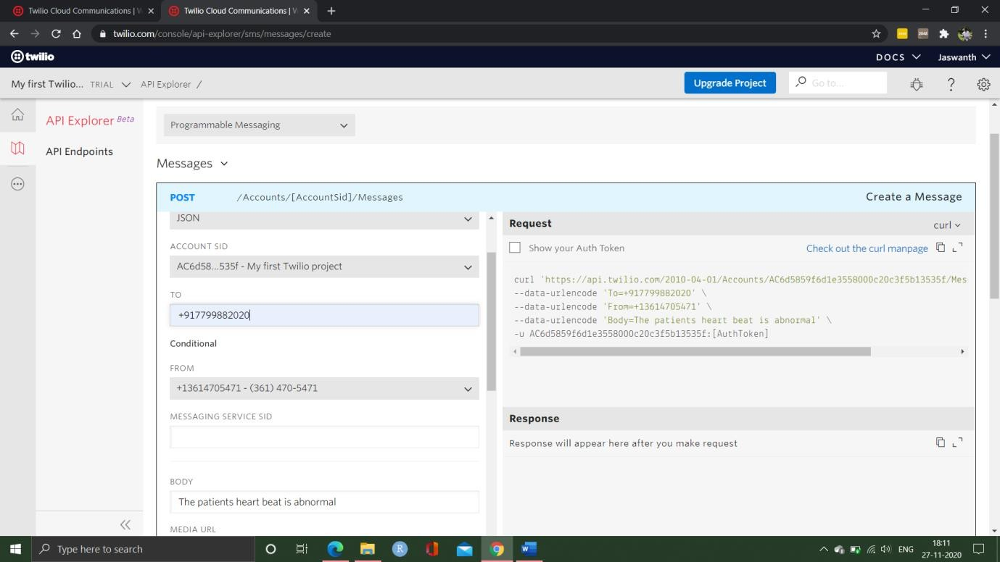 Twilio Cloud Communications | W
Twilio Cloud Communications | W
twilio.com/console/api-explorer/sms/messages/create
twilio
DOCS
Jaswanth
My first Twilio... TRIAL
API Explorer /
Upgrade Project
Go to...
API Explorer Beta
API Endpoints
Programmable Messaging
Messages
POST /Accounts/[AccountSid]/Messages
Create a Message
JSON
ACCOUNT SID
AC6d58...535f - My first Twilio project
TO
+917799882020
Conditional
FROM
+13614705471 - (361) 470-5471
MESSAGING SERVICE SID
BODY
The patients heart beat is abnormal
MEDIA URL
Request
curl
Show your Auth Token
Check out the curl manpage
curl 'https://api.twilio.com/2010-04-01/Accounts/AC6d5859f6d1e3558000c20c3f5b13535f/Mes
--data-urlencode 'To=+917799882020' \
--data-urlencode 'From=+13614705471' \
--data-urlencode 'Body=The patients heart beat is abnormal' \
-u AC6d5859f6d1e3558000c20c3f5b13535f:[AuthToken]
Response
Response will appear here after you make request
Type here to search
ENG
18:11
27-11-2020